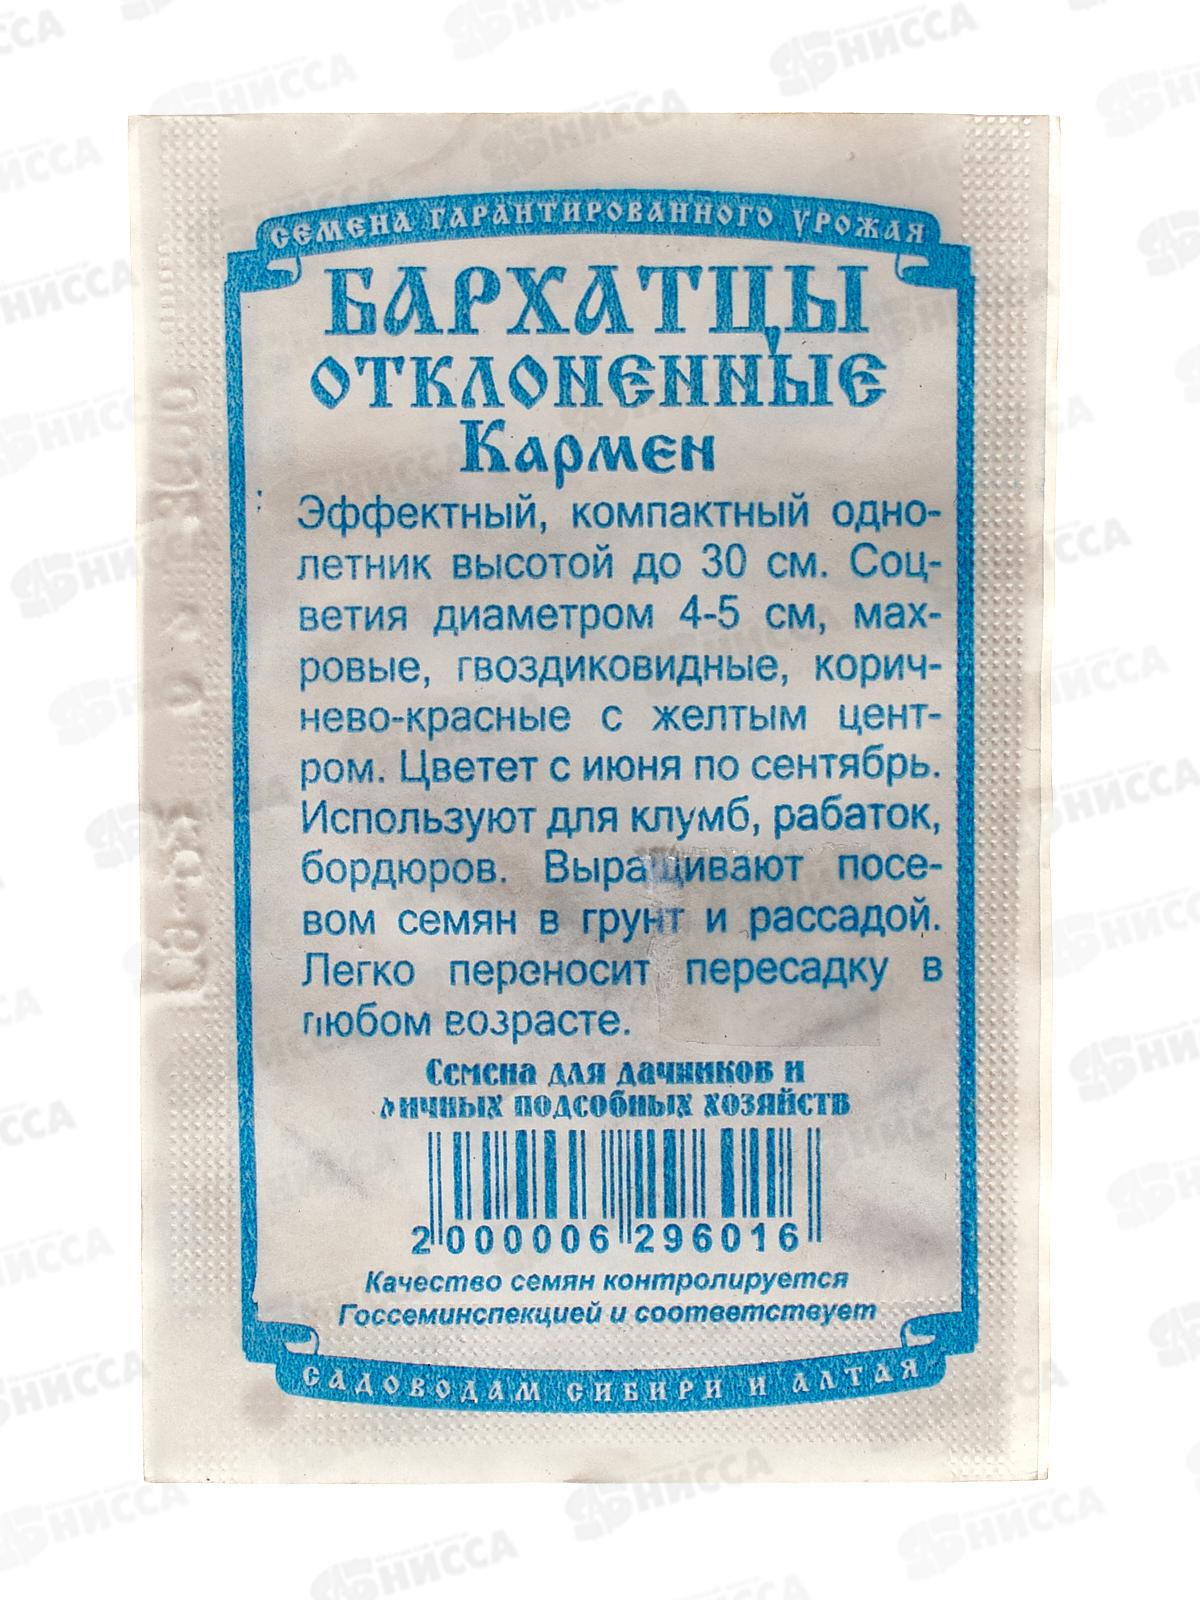 СЕМЕНА ГАРАНТИРОВАННОГО УРОЖАЯ
БАРХАТЦЫ
ОТКЛОНЕННЫЕ
Кармен
Эффектный, компактный одно-
летник высотой до 30 см. Соц-
ветия диаметром 4-5 см, мах-
ровые, гвоздиковидные, корич-
нево-красные с желтым цент-
ром. Цветет с июня по сентябрь.
Используют для клумб, рабаток,
бордюров. Выращивают посе-
вом семян в грунт и рассадой.
Легко переносит пересадку в
любом возрасте.
Семена для дачников и
личных подсобных хозяйств
2 000006 296016
Качество семян контролируется
Госсеминспекцией и соответствует
САДОВОДАМ СИБИРИ И АЛТАЯ